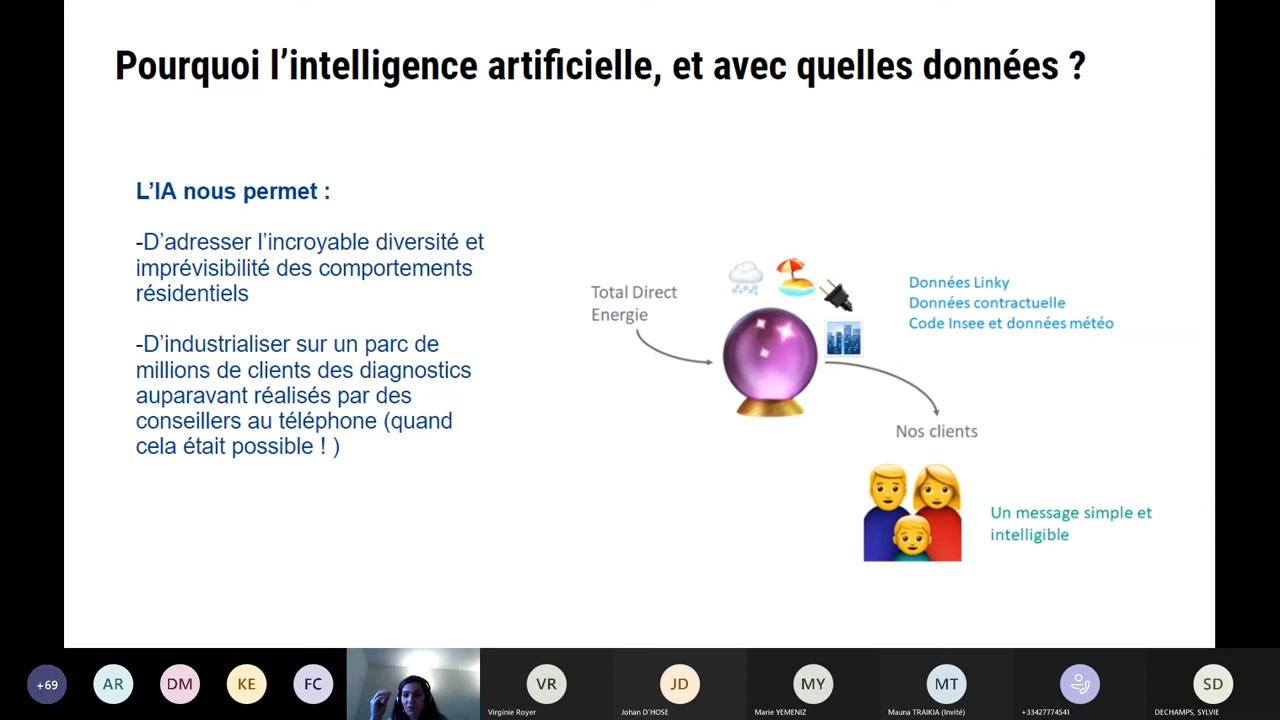 Pourquoi l'intelligence artificielle, et avec quelles données ?
L'IA nous permet :
-D'adresser l'incroyable diversité et
imprévisibilité des comportements
résidentiels
-D'industrialiser sur un parc de
millions de clients des diagnostics
auparavant réalisés par des
conseillers au téléphone (quand
cela était possible ! )
Total Direct
Energie
Données Linky
Données contractuelle
Code Insee et données météo
Nos clients
Un message simple et
intelligible
+69
AR
DM
KE
FC
VR
Virginie Royer
JD
Johan D'HOSE
MY
Marie YEMENIZ
MT
Mauna TRAIKIA (Invité)
+33427774541
SD
DECHAMPS, SYLVIE